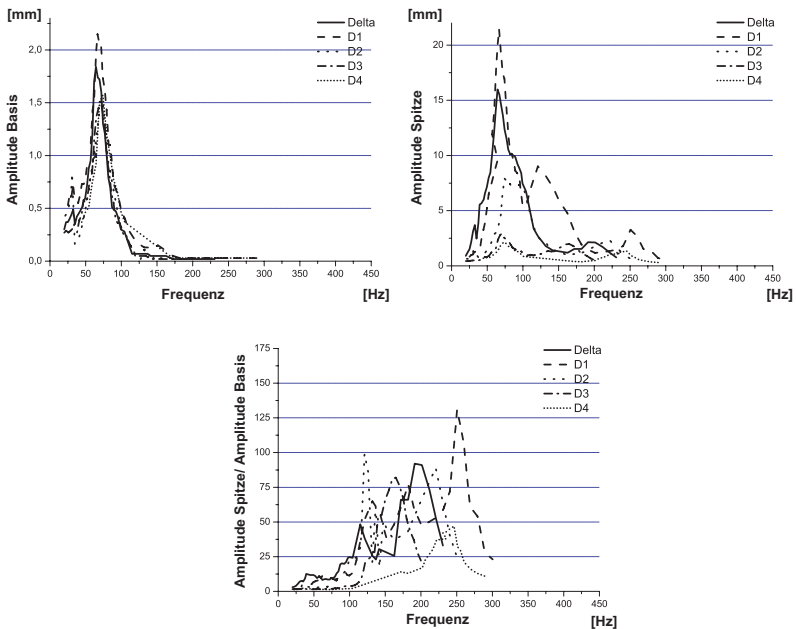 [mm]
Amplitude Basis
2,0
1,5
1,0
0,5
0,0
0 50 100 150 200 250 300 350 400 450
Frequenz
[Hz]
Delta
D1
D2
D3
D4
[mm]
Amplitude Spitze
20
15
10
5
0
0 50 100 150 200 250 300 350 400 450
Frequenz
[Hz]
Delta
D1
D2
D3
D4
Amplitude Spitze/ Amplitude Basis
175
150
125
100
75
50
25
0
0 50 100 150 200 250 300 350 400 450
Frequenz
[Hz]
Delta
D1
D2
D3
D4